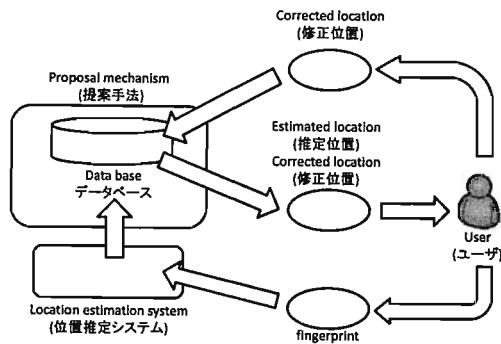 Corrected location
(修正位置)
Proposal mechanism
(提案手法)
Estimated location
(推定位置)
Corrected location
(修正位置)
Data base
データベース
User
(ユーザ)
Location estimation system
(位置推定システム)
fingerprint